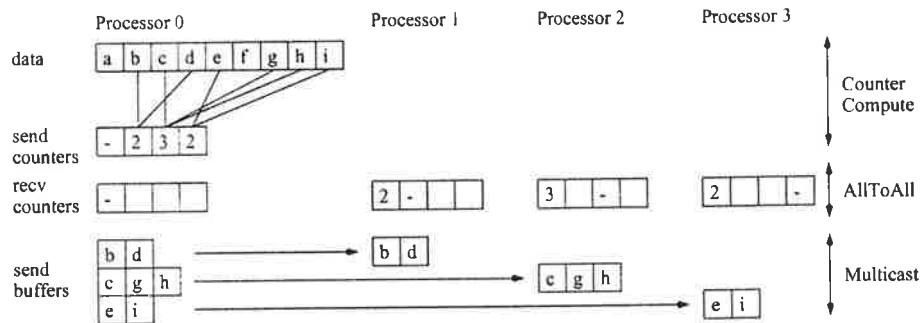 Processor 0 Processor 1 Processor 2 Processor 3
data a b c d e f g h i
Counter
Compute
send
counters - 2 3 2
recv
counters - 2 - 3 - 2 - AllToAll
b d b d
send
buffers c g h c g h Multicast
e i e i